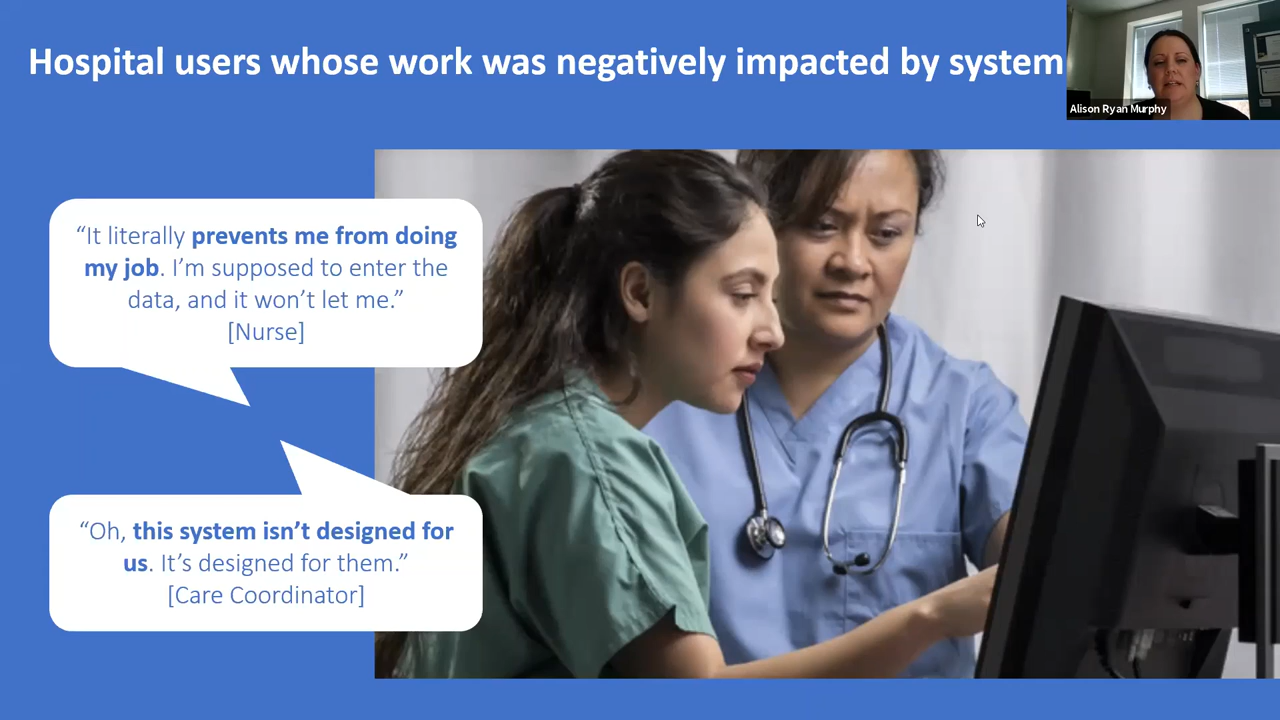 Hospital users whose work was negatively impacted by system
Alison Ryan Murphy
“It literally prevents me from doing
my job. I’m supposed to enter the
data, and it won’t let me.”
[Nurse]
“Oh, this system isn’t designed for
us. It’s designed for them.”
[Care Coordinator]